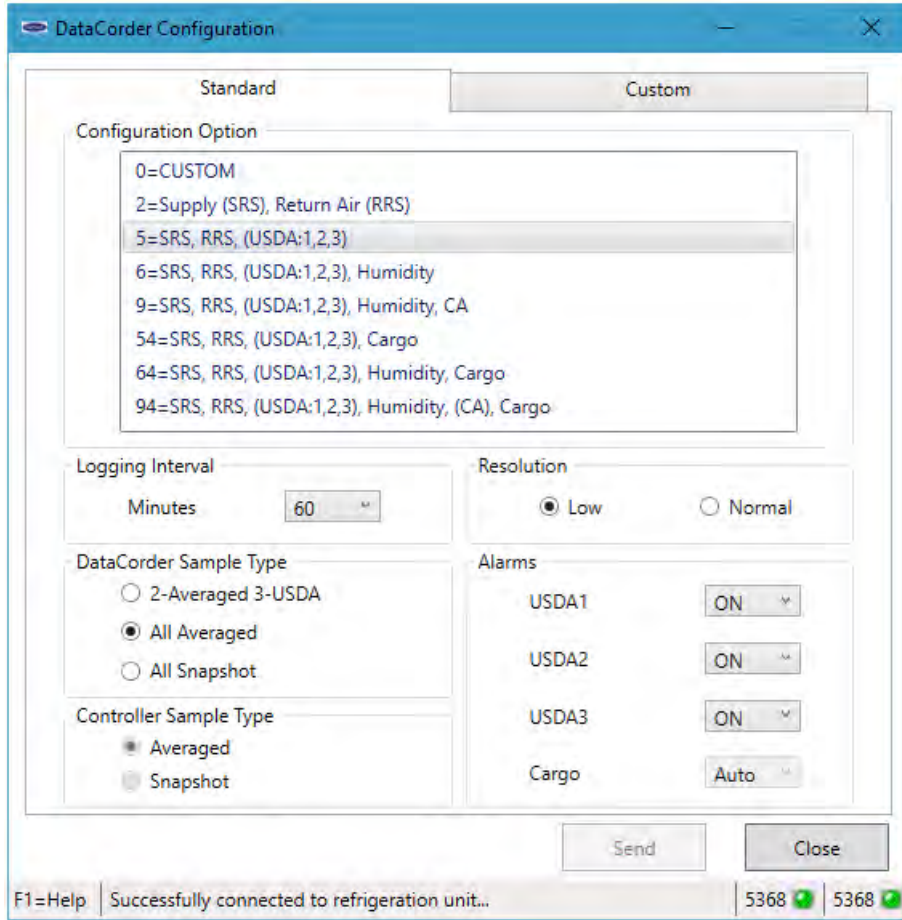 DataCorder Configuration
Standard
Custom
Configuration Option
0=CUSTOM
2=Supply (SRS), Return Air (RRS)
5=SRS, RRS, (USDA:1,2,3)
6=SRS, RRS, (USDA:1,2,3), Humidity
9=SRS, RRS, (USDA:1,2,3), Humidity, CA
54=SRS, RRS, (USDA:1,2,3), Cargo
64=SRS, RRS, (USDA:1,2,3), Humidity, Cargo
94=SRS, RRS, (USDA:1,2,3), Humidity, (CA), Cargo
Logging Interval
Minutes 60
Resolution
Low Normal
DataCorder Sample Type
2-Averaged 3-USDA
All Averaged
All Snapshot
Controller Sample Type
Averaged
Snapshot
Alarms
USDA1 ON
USDA2 ON
USDA3 ON
Cargo Auto
Send Close
F1=Help Successfully connected to refrigeration unit... 5368 5368